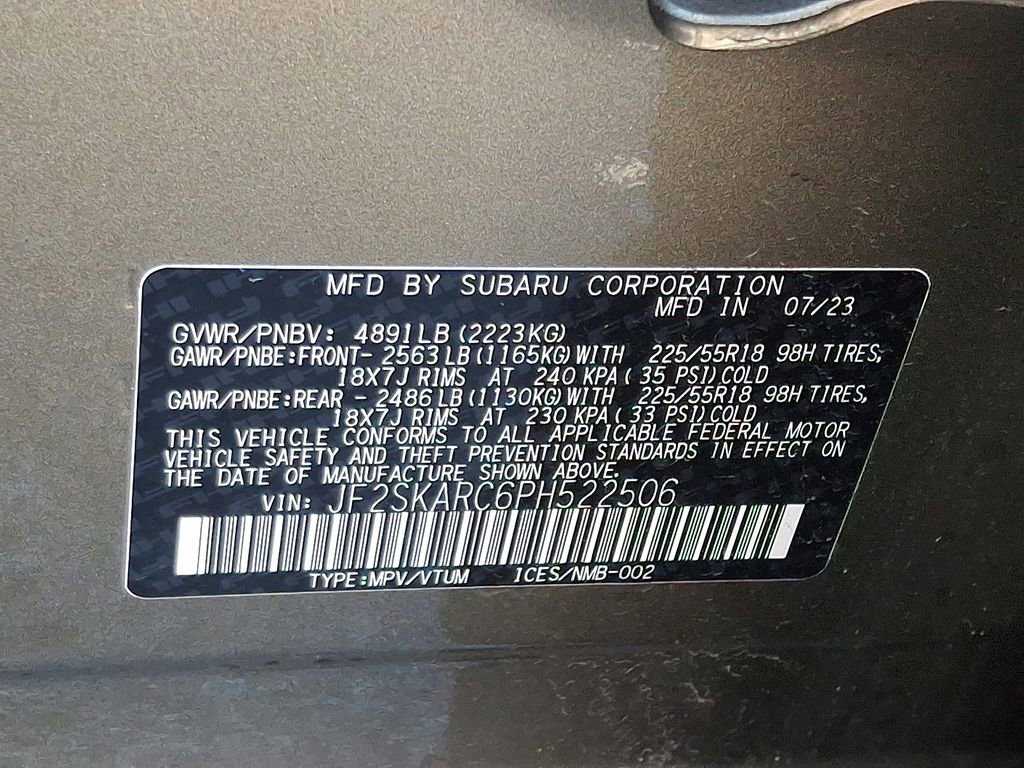 MFD BY SUBARU CORPORATION
MFD IN 07/23
GVWR/PNBV: 4891LB (2223KG)
GAWR/PNBE:FRONT- 2563LB(1165KG)WITH 225/55R18 98H TIRES,
18X7J RIMS AT 240 KPA( 35 PSI)COLD
GAWR/PNBE:REAR - 2486LB(1130KG)WITH 225/55R18 98H TIRES,
18X7J RIMS AT 230 KPA(33 PSI)COLD
THIS VEHICLE CONFORMS TO ALL APPLICABLE FEDERAL MOTOR
VEHICLE SAFETY AND THEFT PREVENTION STANDARDS IN EFFECT ON
THE DATE OF MANUFACTURE SHOWN ABOVE.
VIN: JF2SKARC6PH522506
TYPE:MPV/VTUM ICES/NMB-002